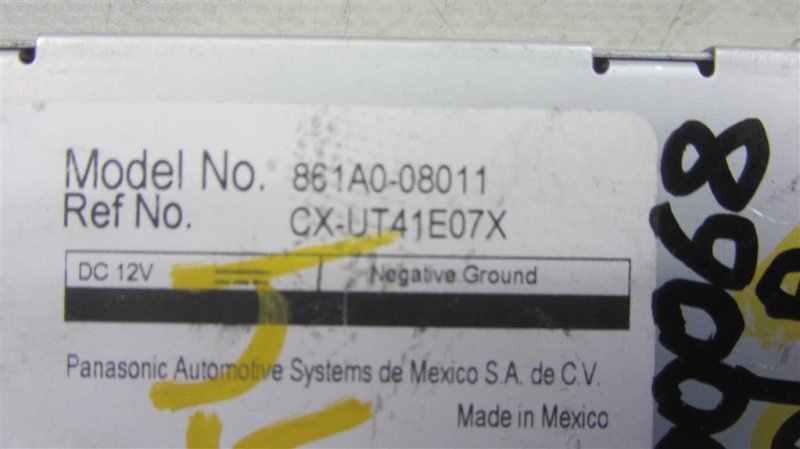 Model No. 861A0-08011
Ref No. CX-UT41E07X
DC 12V Negative Ground
Panasonic Automotive Systems de Mexico S.A. de C.V.
Made in Mexico